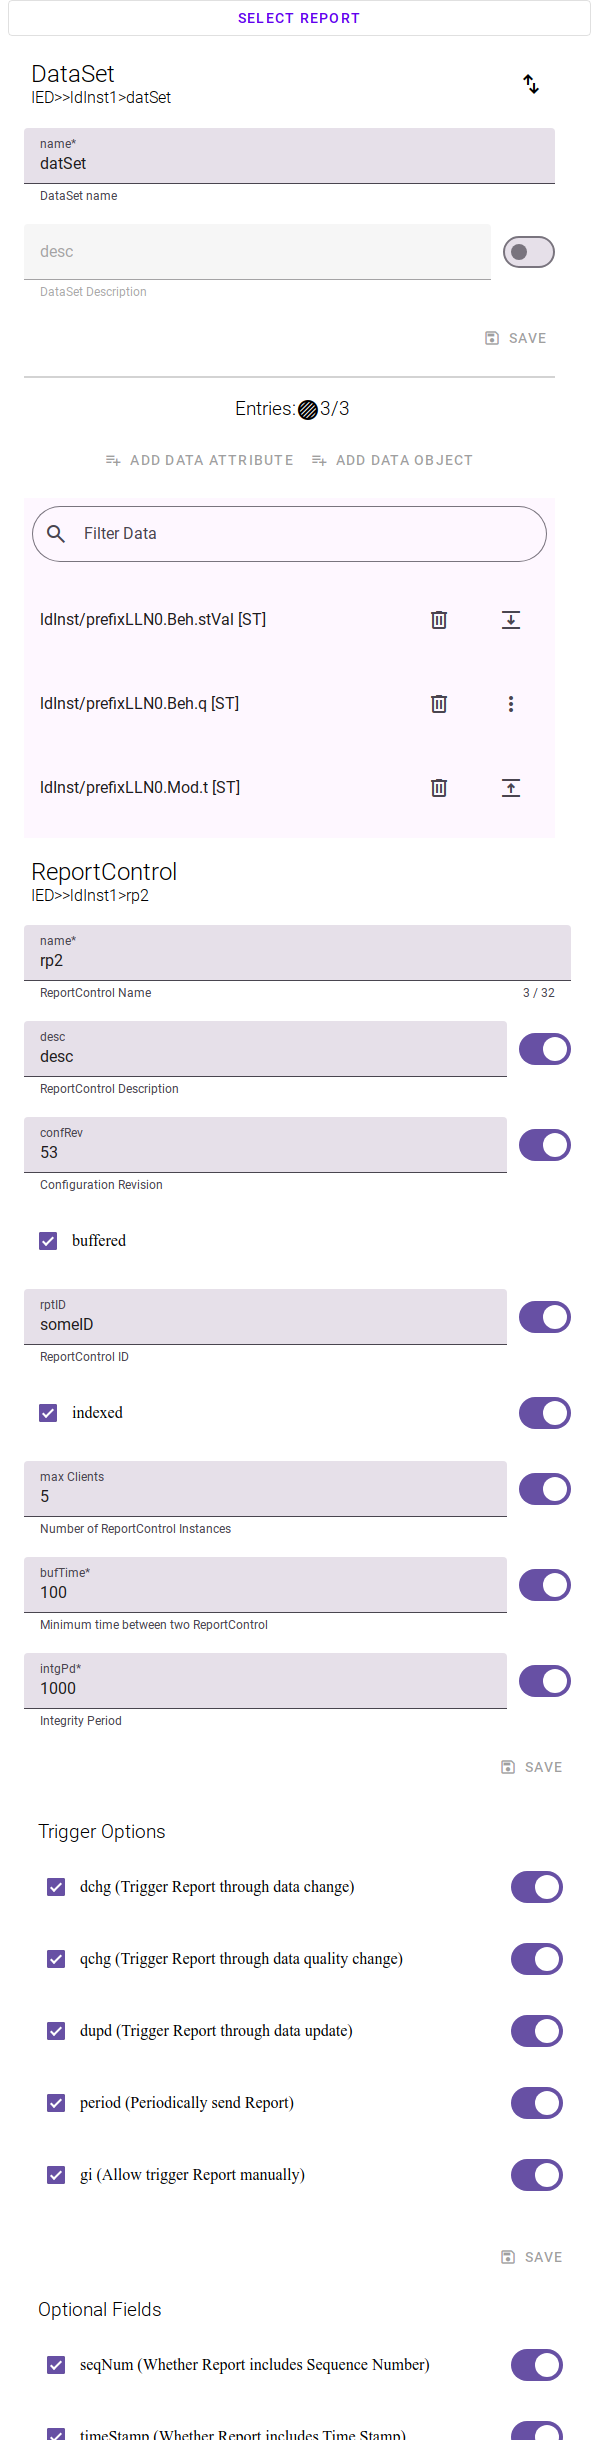 SELECT REPORT
DataSet
IED>>ldInst1>datSet
name*
datSet
DataSet name
desc
DataSet Description
SAVE
Entries: 3/3
ADD DATA ATTRIBUTE ADD DATA OBJECT
Filter Data
ldInst/prefixLLN0.Beh.stVal [ST]
ldInst/prefixLLN0.Beh.q [ST]
ldInst/prefixLLN0.Mod.t [ST]
ReportControl
IED>>ldInst1>rp2
name*
rp2
ReportControl Name 3 / 32
desc
desc
ReportControl Description
confRev
53
Configuration Revision
buffered
rptID
someID
ReportControl ID
indexed
max Clients
5
Number of ReportControl Instances
bufTime*
100
Minimum time between two ReportControl
intgPd*
1000
Integrity Period
SAVE
Trigger Options
dchg (Trigger Report through data change)
qchg (Trigger Report through data quality change)
dupd (Trigger Report through data update)
period (Periodically send Report)
gi (Allow trigger Report manually)
SAVE
Optional Fields
seqNum (Whether Report includes Sequence Number)
timeStamp (Whether Report includes Time Stamp)